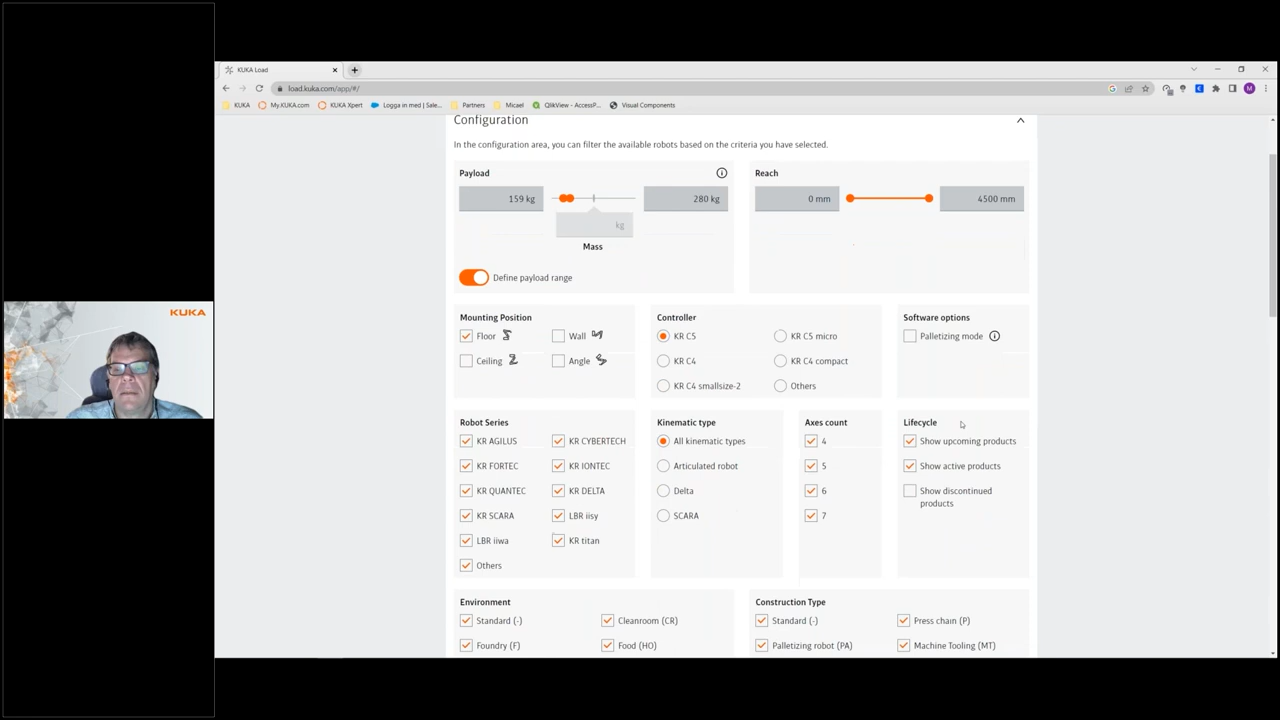 KUKA Load
load.kuka.com/app/#/
KUKA
My.KUKA.com
KUKA Xpert
Logga in med | Sale...
Partners
Micael
QlikView - AccessP...
Visual Components
Configuration
In the configuration area, you can filter the available robots based on the criteria you have selected.
Payload
Reach
159 kg
280 kg
0 mm
4500 mm
kg
Mass
Define payload range
Mounting Position
Floor
Wall
Ceiling
Angle
Controller
KR C5
KR C5 micro
KR C4
KR C4 compact
KR C4 smallsize-2
Others
Software options
Palletizing mode
Robot Series
KR AGILUS
KR CYBERTECH
KR FORTEC
KR IONTEC
KR QUANTEC
KR DELTA
KR SCARA
LBR iisy
LBR iiwa
KR titan
Others
Kinematic type
All kinematic types
Articulated robot
Delta
SCARA
Axes count
4
5
6
7
Lifecycle
Show upcoming products
Show active products
Show discontinued
products
Environment
Standard (-)
Cleanroom (CR)
Foundry (F)
Food (HO)
Construction Type
Standard (-)
Press chain (P)
Palletizing robot (PA)
Machine Tooling (MT)
KUKA
M